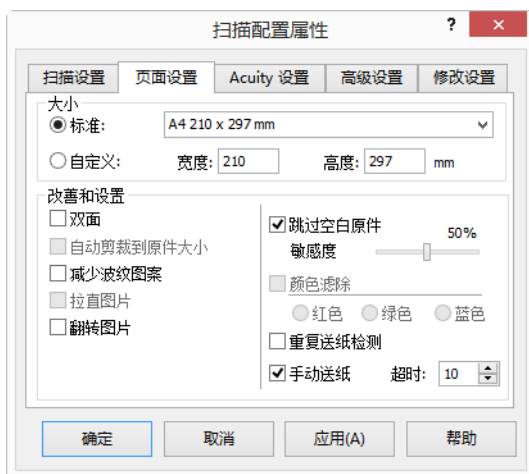 扫描配置属性 ? ×
扫描设置 页面设置 Acuity 设置 高级设置 修改设置
大小
标准: A4 210 x 297 mm
自定义: 宽度: 210 高度: 297 mm
改善和设置
双面
自动剪裁到原件大小
减少波纹图案
拉直图片
翻转图片
跳过空白原件 50%
敏感度
颜色滤除
红色 绿色 蓝色
重复送纸检测
手动送纸 超时: 10
确定 取消 应用(A) 帮助